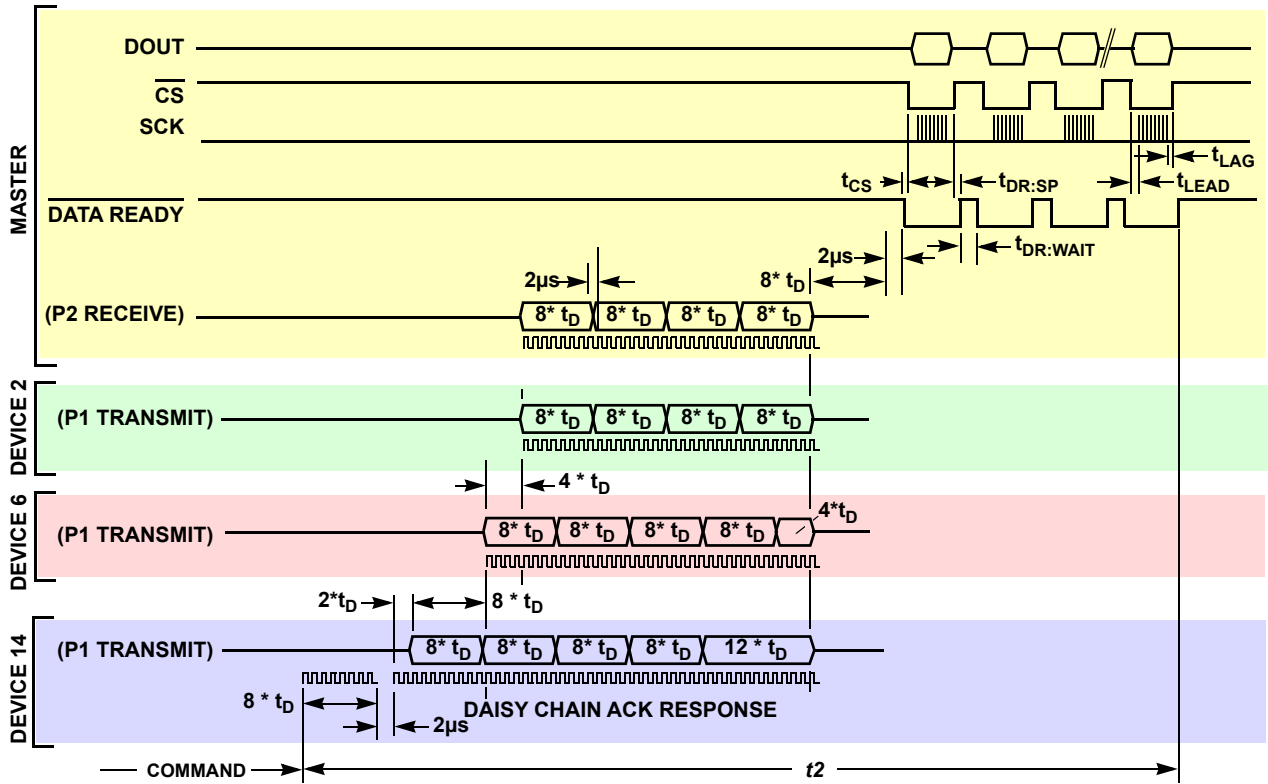 MASTER
DOUT
CS
SCK
tLAG
tCS
tDR:SP
tLEAD
DATA READY
tDR:WAIT
2µs
2µs
8* tD
(P2 RECEIVE)
8* tD 8* tD 8* tD 8* tD
DEVICE 2
(P1 TRANSMIT)
8* tD 8* tD 8* tD 8* tD
4 * tD
DEVICE 6
4*tD
(P1 TRANSMIT)
8* tD 8* tD 8* tD 8* tD
2*tD
8 * tD
DEVICE 14
(P1 TRANSMIT)
8* tD 8* tD 8* tD 8* tD 12 * tD
8 * tD
DAISY CHAIN ACK RESPONSE
2µs
COMMAND
t2